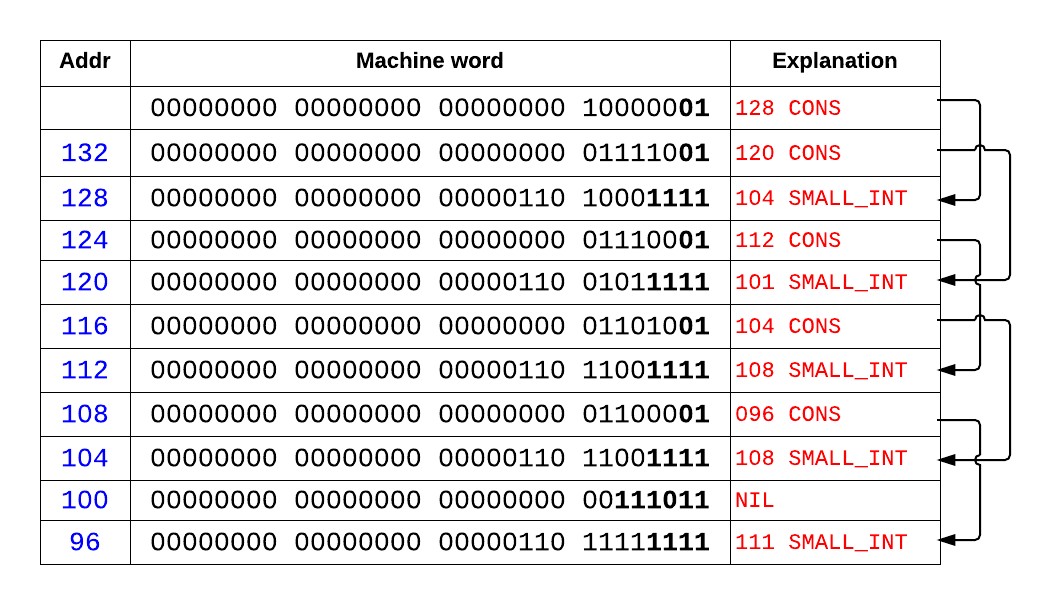 Addr Machine word Explanation
00000000 00000000 00000000 10000001 128 CONS
132 00000000 00000000 00000000 01111001 120 CONS
128 00000000 00000000 00000110 10001111 104 SMALL_INT
124 00000000 00000000 00000000 01110001 112 CONS
120 00000000 00000000 00000110 01011111 101 SMALL_INT
116 00000000 00000000 00000000 01101001 104 CONS
112 00000000 00000000 00000110 11001111 108 SMALL_INT
108 00000000 00000000 00000000 01100001 096 CONS
104 00000000 00000000 00000110 11001111 108 SMALL_INT
100 00000000 00000000 00000000 00111011 NIL
96 00000000 00000000 00000110 11111111 111 SMALL_INT